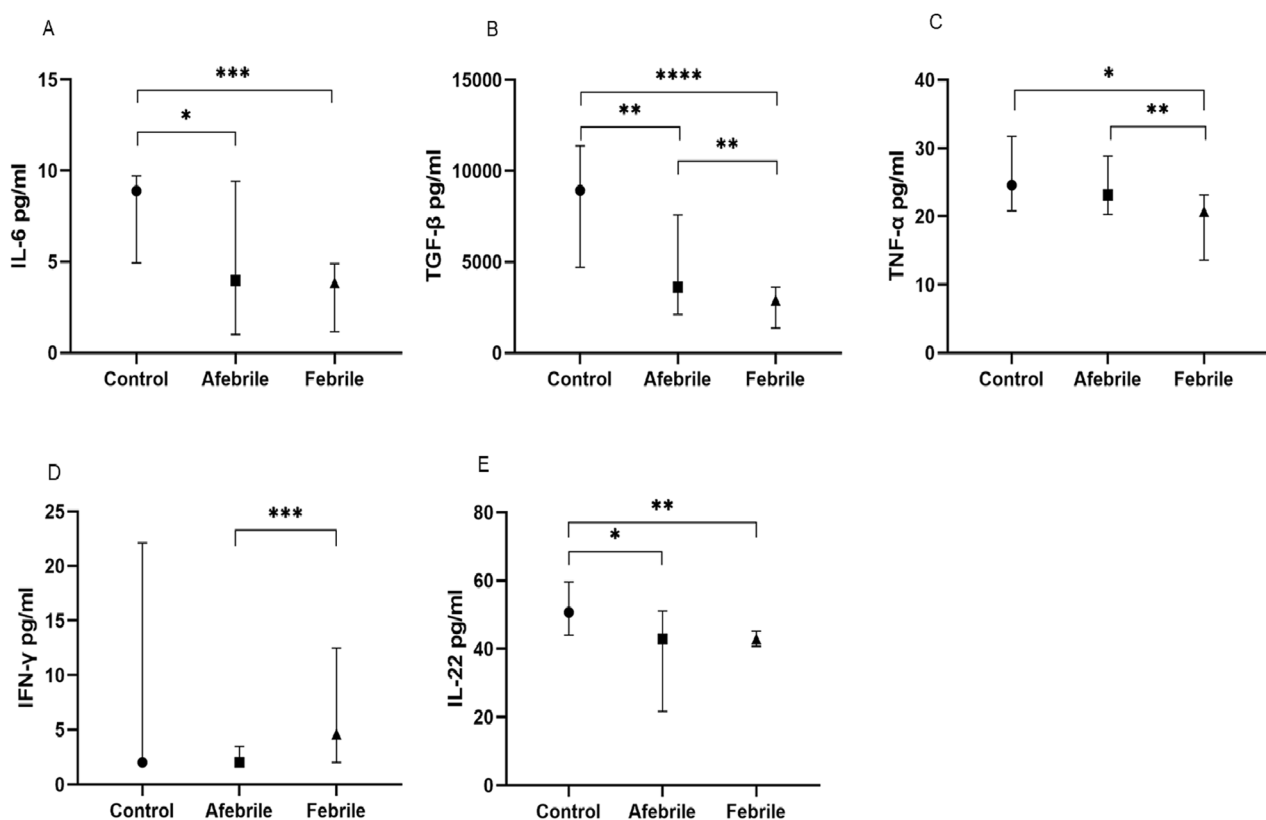 A
IL-6 pg/ml
15
10
5
0
***
*
Control Afebrile Febrile
B
TGF-β pg/ml
15000
10000
5000
0
****
**
**
Control Afebrile Febrile
C
TNF-α pg/ml
40
30
20
10
0
*
**
Control Afebrile Febrile
D
IFN-γ pg/ml
25
20
15
10
5
0
***
Control Afebrile Febrile
E
IL-22 pg/ml
80
60
40
20
0
**
*
Control Afebrile Febrile